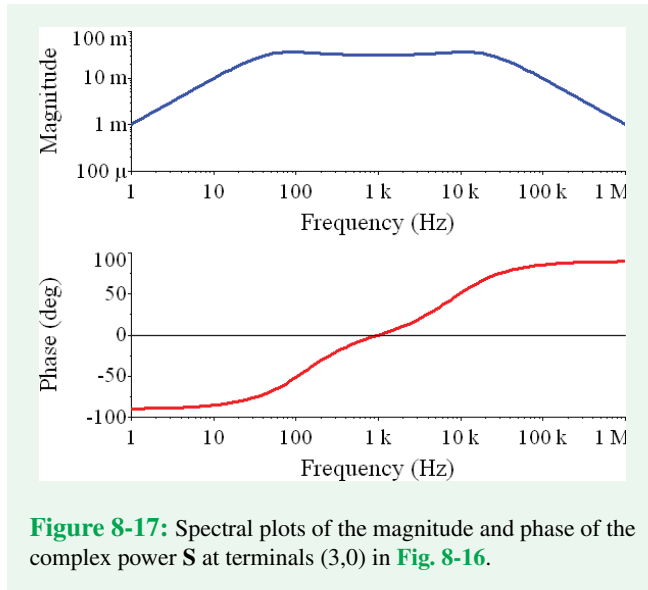 Magnitude
100 m
10 m
1 m
100 μ
1 10 100 1 k 10 k 100 k 1 M
Frequency (Hz)
Phase (deg)
100
50
0
-50
-100
1 10 100 1 k 10 k 100 k 1 M
Frequency (Hz)
Figure 8-17: Spectral plots of the magnitude and phase of the
complex power S at terminals (3,0) in Fig. 8-16.